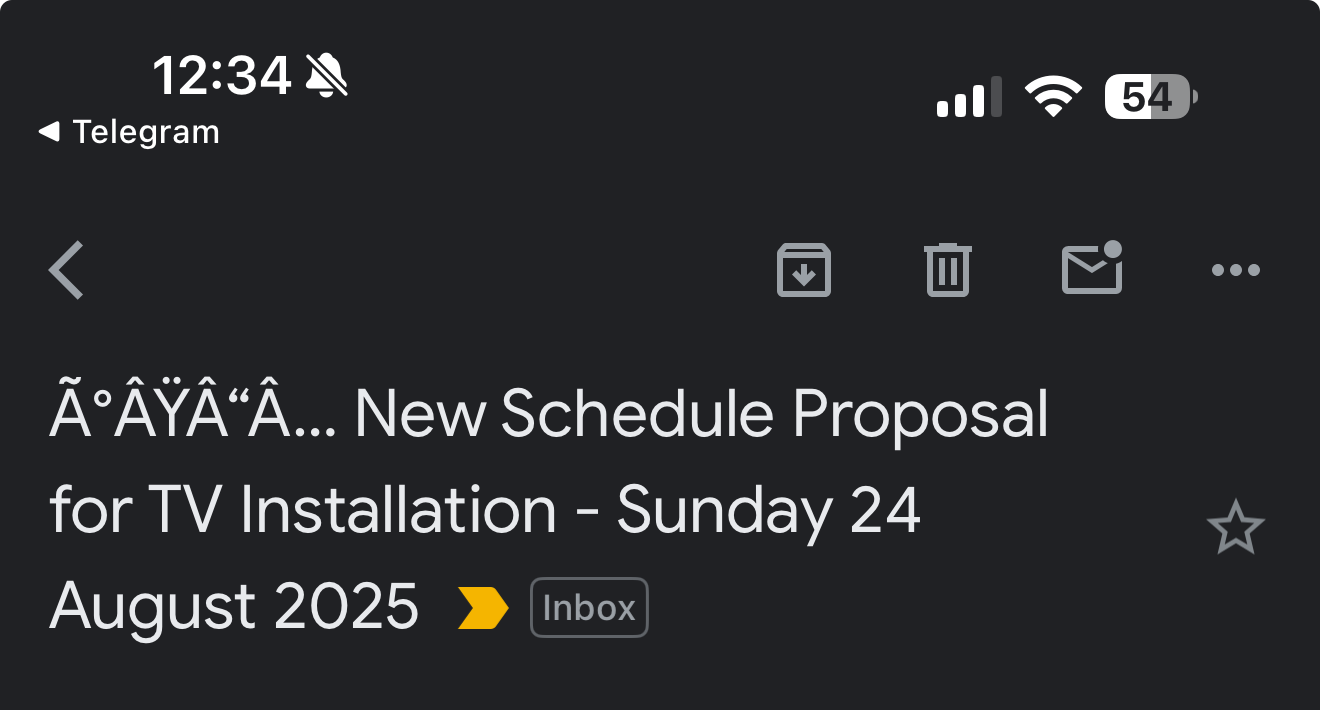 12:34
54
Telegram
Ã°ÂŸÂ“Â… New Schedule Proposal
for TV Installation - Sunday 24
August 2025 Inbox